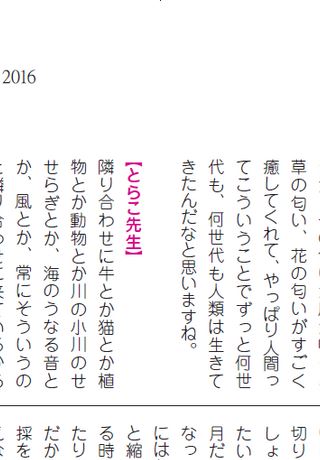 2016
草の匂い、花の匂いがすごく
癒してくれて、やっぱり人間っ
てこういうことでずっと何世
代も、何世代も人類は生きて
きたんだなと思いますね。
【とらこ先生】
隣り合わせに牛とか猫とか植
物とか動物とか川の小川のせ
せらぎとか、海のうなる音と
か、風とか、常にそういうの
切り
しょ
たい
月だ
なっ
には
と縮
る時
たり
だか
採を